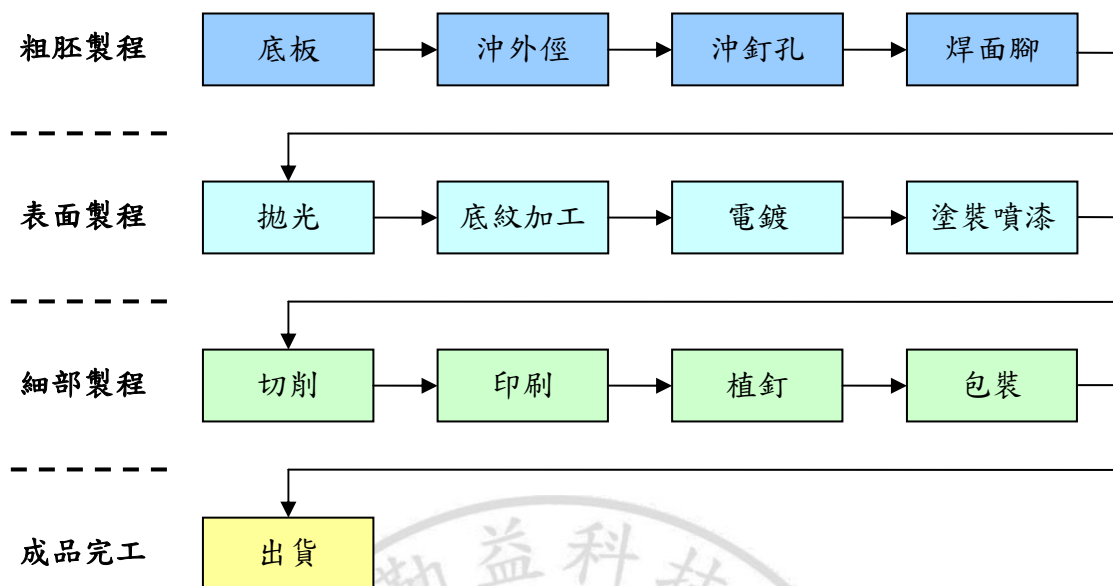 粗胚製程 底板 沖外徑 沖釘孔 焊面腳
表面製程 拋光 底紋加工 電鍍 塗裝噴漆
細部製程 切削 印刷 植釘 包裝
成品完工 出貨
勤益科技